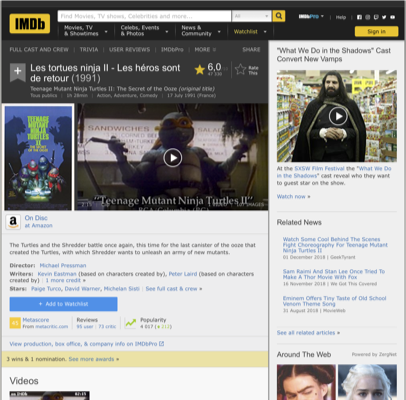 IMDb
Find Movies, TV shows, Celebrities and more...
All
IMDbPro
Help
Movies, TV & Showtimes
Celebs, Events & Photos
News & Community
Watchlist
Sign in
FULL CAST AND CREW | TRIVIA | USER REVIEWS | IMDbPro | MORE
SHARE
Les tortues ninja II - Les héros sont
de retour (1991)
6,0
Rate
This
Teenage Mutant Ninja Turtles II: The Secret of the Ooze (original title)
Tous publics | 1h 28min | Action, Adventure, Comedy | 17 July 1991 (France)
TEENAGE
MUTANT
NINJA
TURTLES
II
SANDWICHES
"Teenage Mutant Ninja Turtles II"
On Disc
at Amazon
The Turtles and the Shredder battle once again, this time for the last canister of the ooze
that created the Turtles, with which Shredder wants to unleash an army of new mutants.
Director: Michael Pressman
Writers: Kevin Eastman (based on characters created by), Peter Laird (based on characters
created by) | 1 more credit »
Stars: Paige Turco, David Warner, Michelan Sisti | See full cast & crew »
+ Add to Watchlist
Metascore
From metacritic.com
Reviews
95 user | 75 critic
Popularity
View production, box office, & company info on IMDbPro
3 wins & 1 nomination. See more awards »
Videos
"What We Do in the Shadows" Cast
Convert New Vamps
At the SXSW Film Festival the "What We Do
in the Shadows" cast reveal who they want
to guest star on the show.
Watch now »
Related News
Watch Some Cool Behind The Scenes
Fight Choreography For Teenage Mutant
Ninja Turtles II
01 December 2018 | GeekTyrant
Sam Raimi And Stan Lee Once Tried To
Make A Thor Movie With Fox
16 November 2018 | We Got This Covered
Eminem Offers Tiny Taste of Old School
Venom Theme Song
31 August 2018 | MovieWeb
See all related articles »
Around The Web
Powered by ZergNet